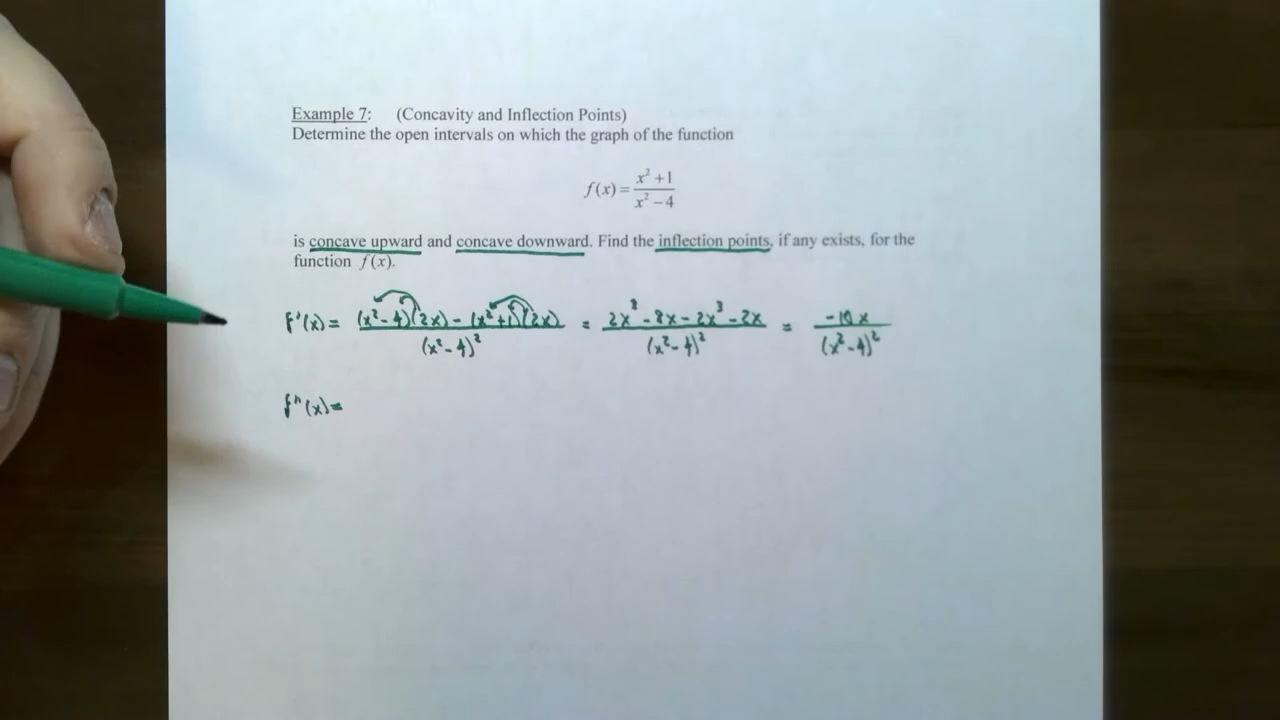 Example 7: (Concavity and Inflection Points)
Determine the open intervals on which the graph of the function
f(x) = (x² + 1)/(x² − 4)
is concave upward and concave downward. Find the inflection points, if any exists, for the
function f(x).
f'(x) = ((x²-4)(2x) - (x²+1)(2x))/(x²-4)² = (2x³-8x-2x³-2x)/(x²-4)² = -10x/(x²-4)²
f''(x) =